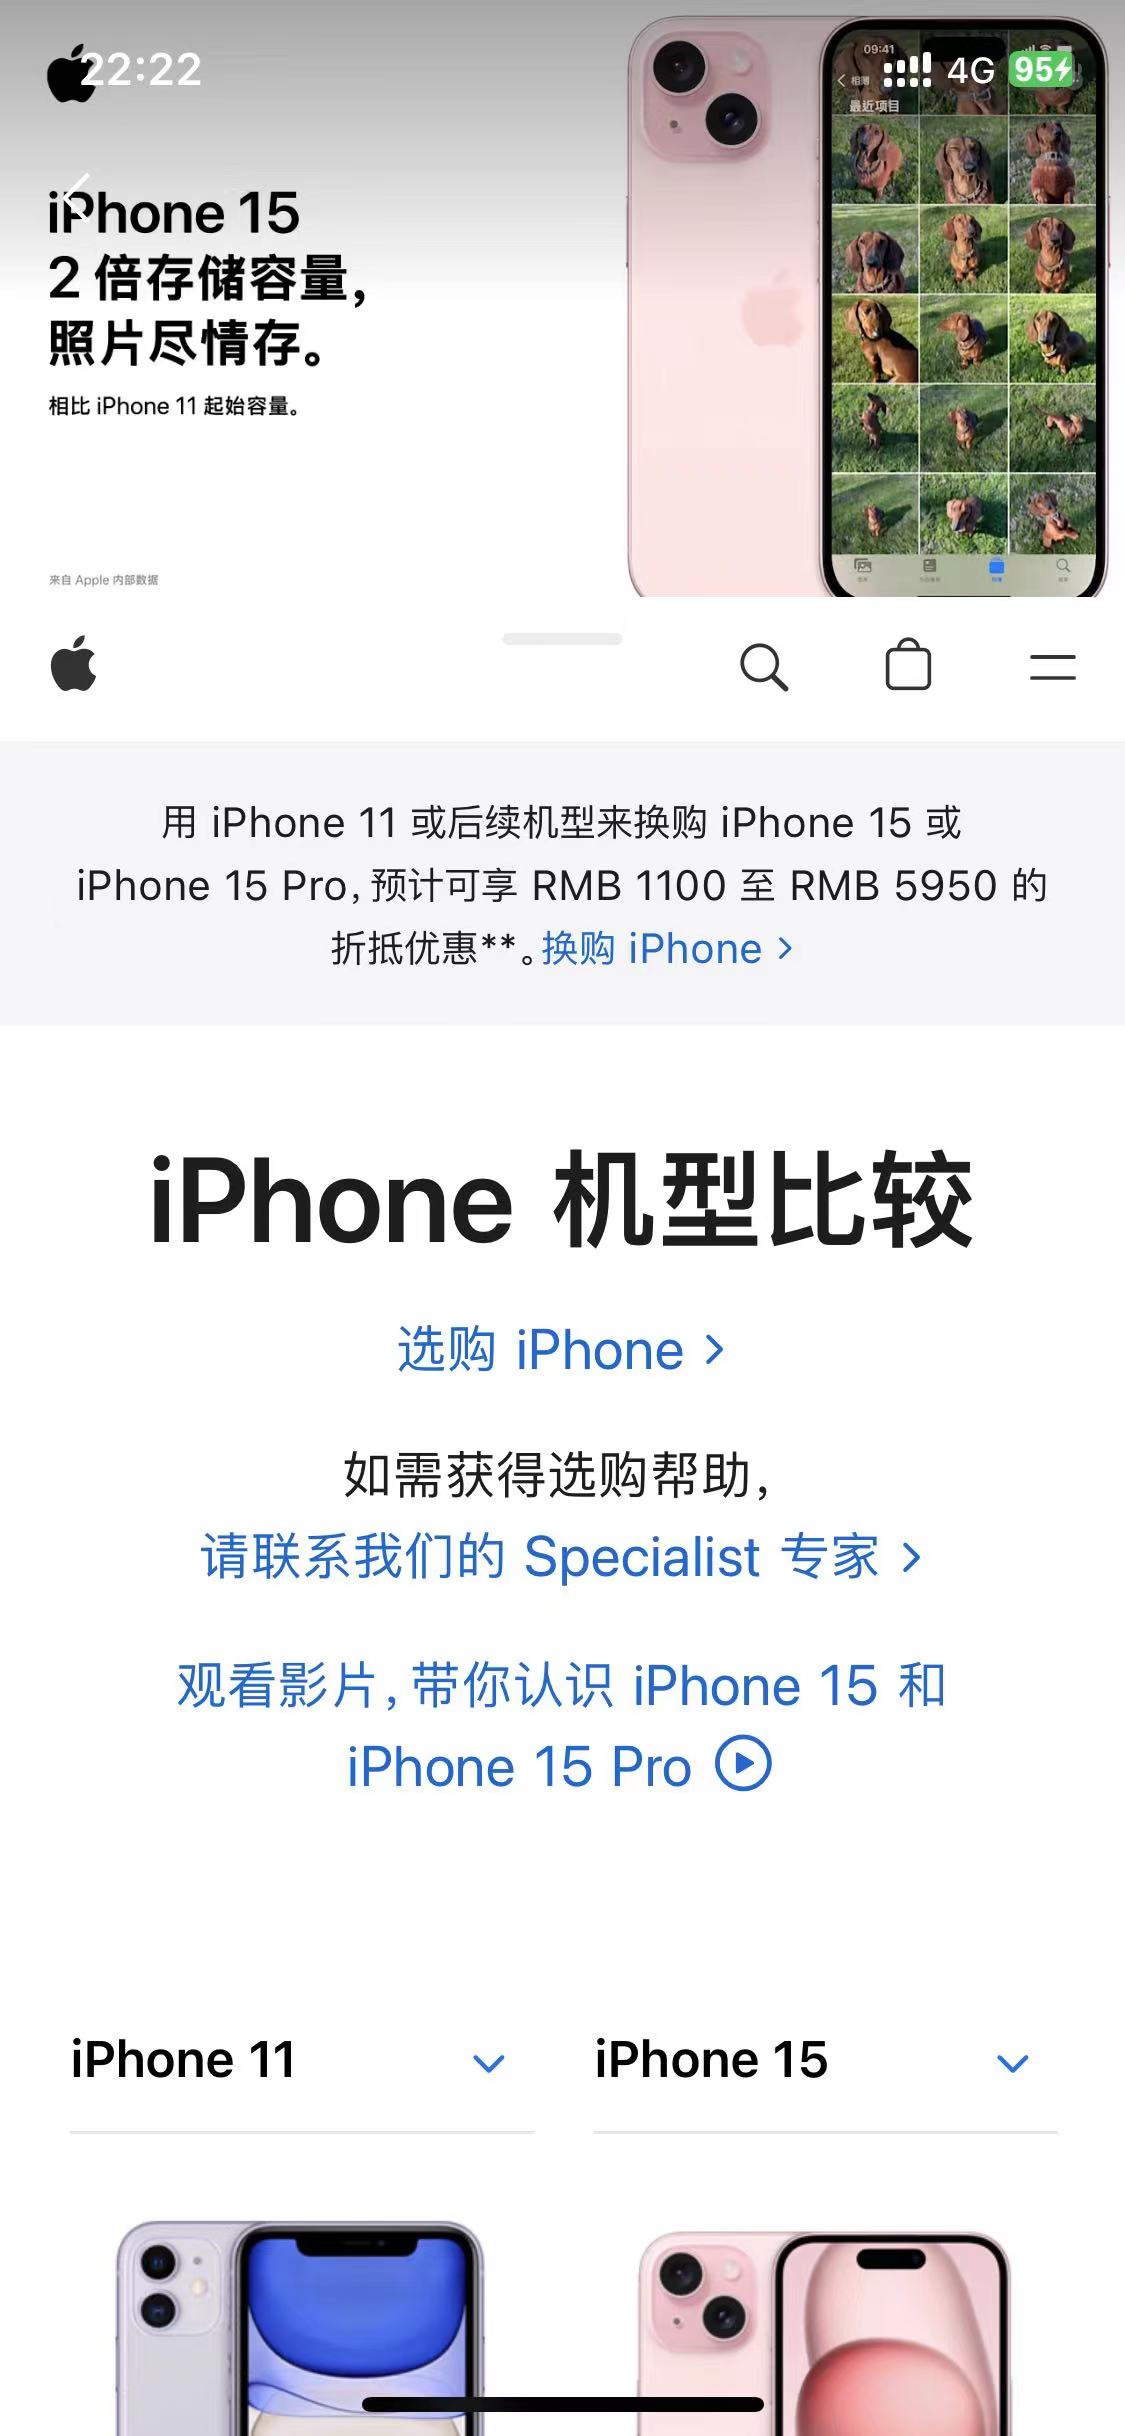 22:22
4G
95
09:41
相簿
最近项目
iPhone 15
2 倍存储容量,
照片尽情存。
相比 iPhone 11 起始容量。
来自 Apple 内部数据
用 iPhone 11 或后续机型来换购 iPhone 15 或
iPhone 15 Pro, 预计可享 RMB 1100 至 RMB 5950 的
折抵优惠**。换购 iPhone >
iPhone 机型比较
选购 iPhone >
如需获得选购帮助,
请联系我们的 Specialist 专家 >
观看影片, 带你认识 iPhone 15 和
iPhone 15 Pro
iPhone 11
iPhone 15